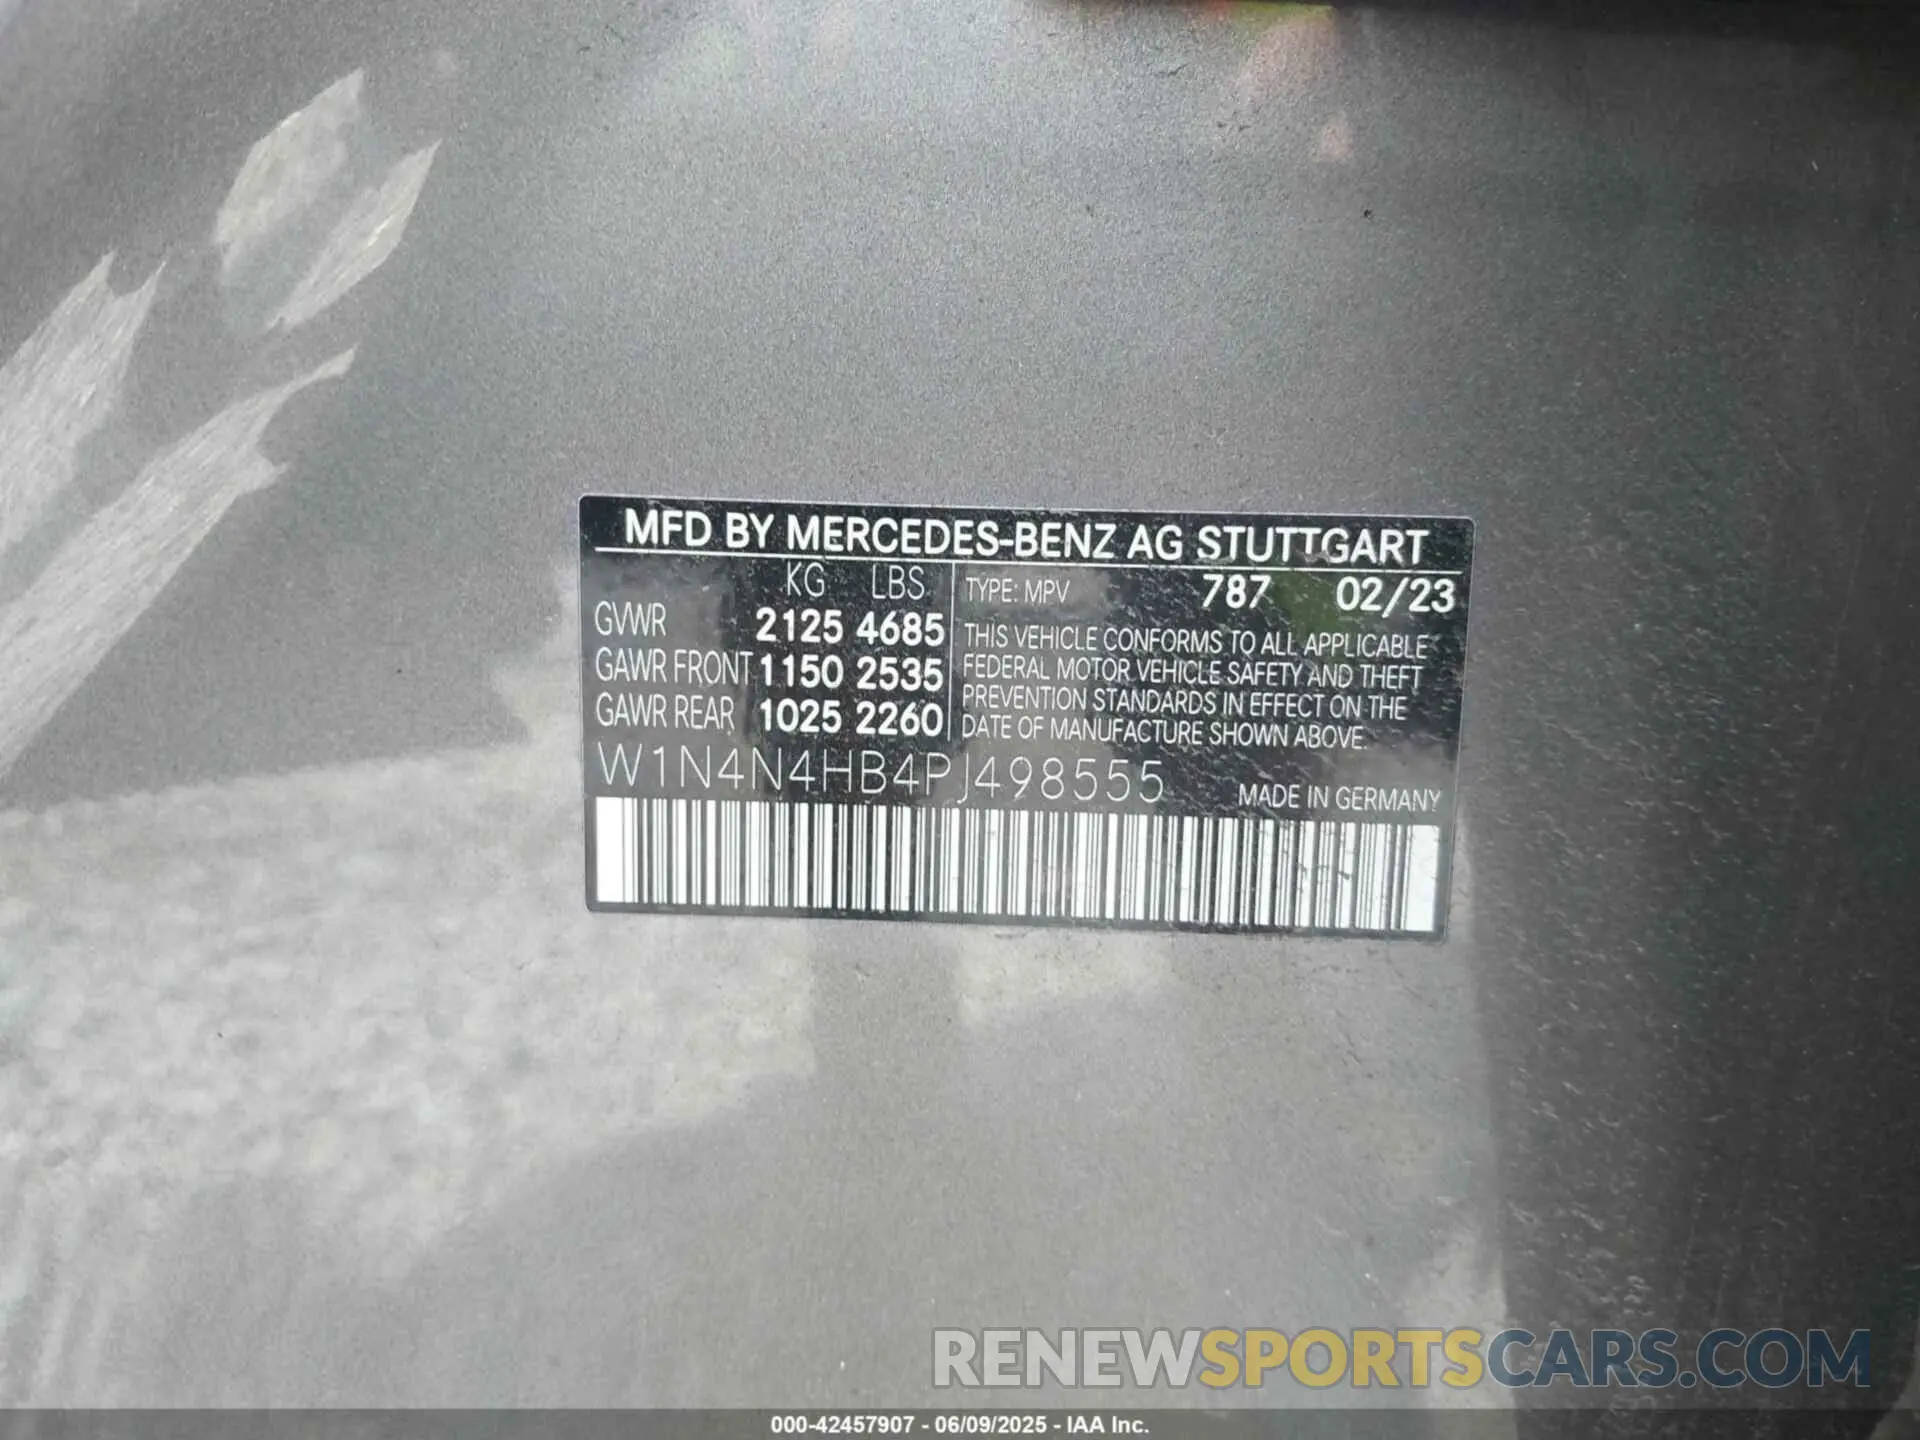 MFD BY MERCEDES-BENZ AG STUTTGART
KG LBS
GVWR 2125 4685
GAWR FRONT 1150 2535
GAWR REAR 1025 2260
TYPE: MPV 787 02/23
THIS VEHICLE CONFORMS TO ALL APPLICABLE
FEDERAL MOTOR VEHICLE SAFETY AND THEFT
PREVENTION STANDARDS IN EFFECT ON THE
DATE OF MANUFACTURE SHOWN ABOVE.
W1N4N4HB4PJ498555
MADE IN GERMANY
RENEWSPORTSCARS.COM
000-42457907 - 06/09/2025 - IAA Inc.